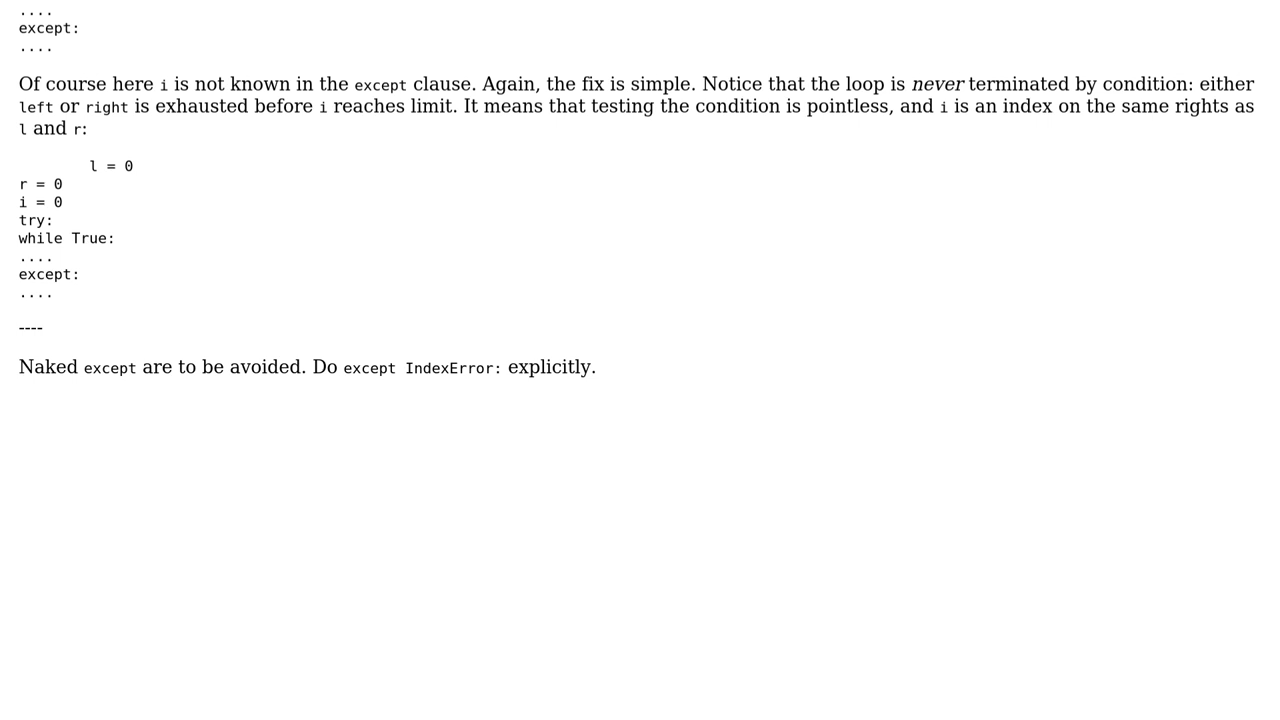 ....
except:
....
Of course here i is not known in the except clause. Again, the fix is simple. Notice that the loop is never terminated by condition: either
left or right is exhausted before i reaches limit. It means that testing the condition is pointless, and i is an index on the same rights as
l and r:
        l = 0
r = 0
i = 0
try:
while True:
....
except:
....
----
Naked except are to be avoided. Do except IndexError: explicitly.